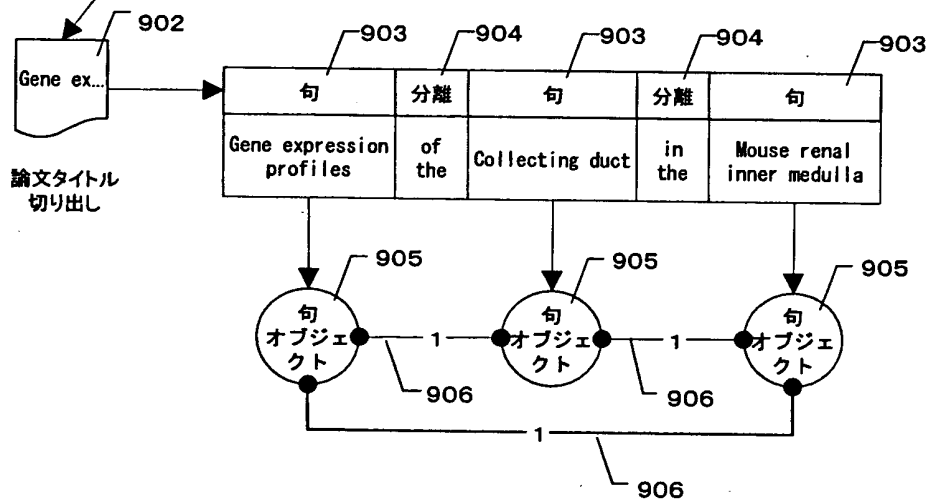 902
903
904
903
904
903
Gene ex...
句
分離
句
分離
句
Gene expression
profiles
of
the
Collecting duct
in
the
Mouse renal
inner medulla
論文タイトル
切り出し
905
905
905
句
オブジェ
クト
句
オブジェ
クト
句
オブジェ
クト
1
1
906
906
1
906